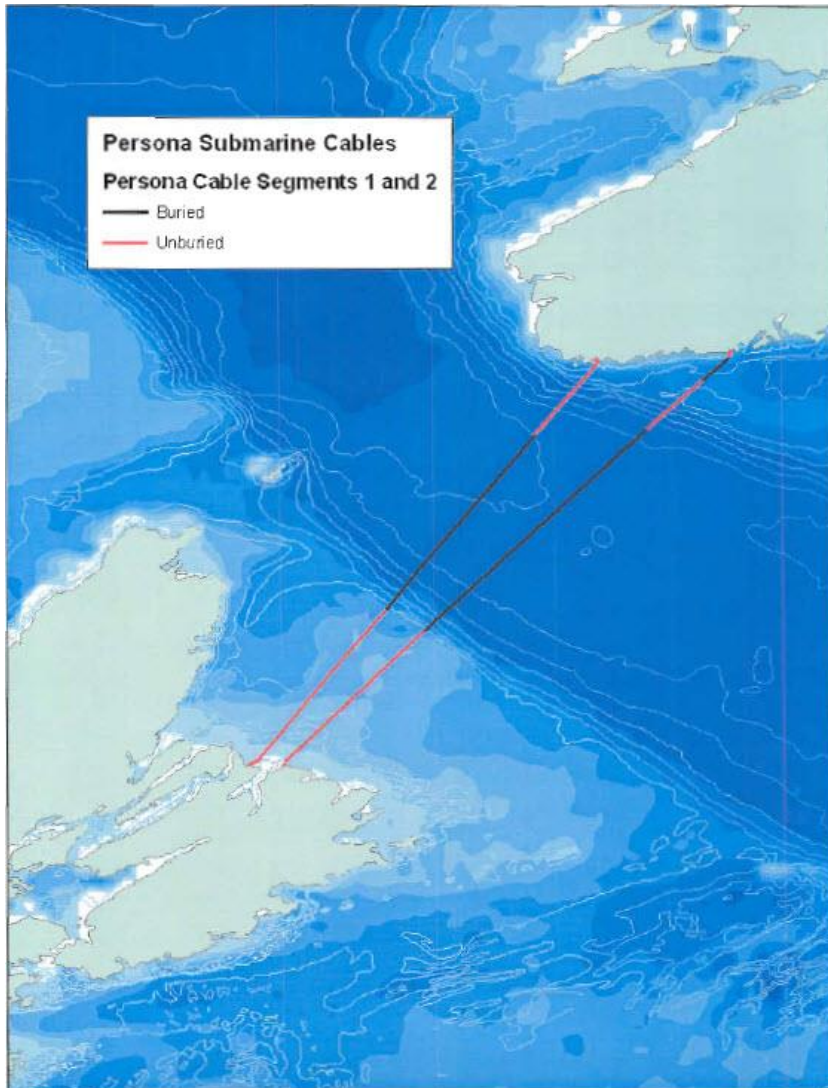 Persona Submarine Cables
Persona Cable Segments 1 and 2
Buried
Unburied